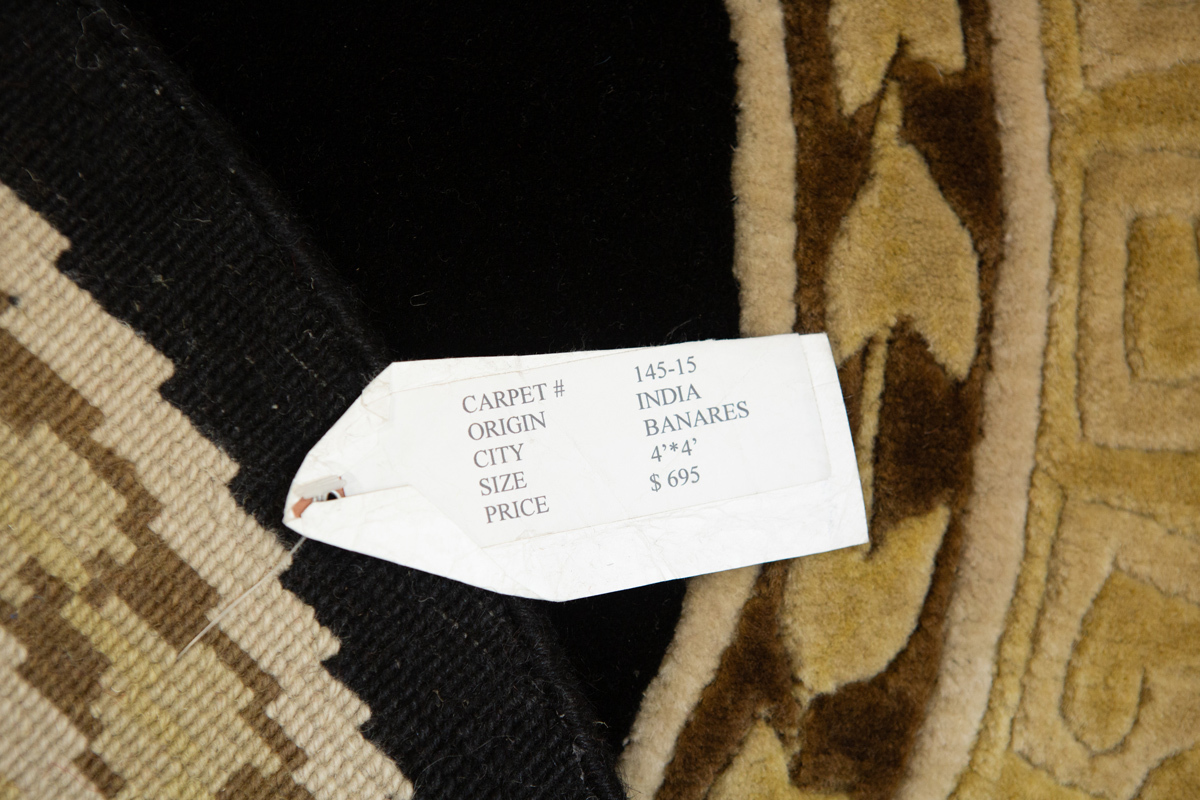 CARPET # 145-15
ORIGIN INDIA
CITY BANARES
SIZE 4'*4'
PRICE $ 695